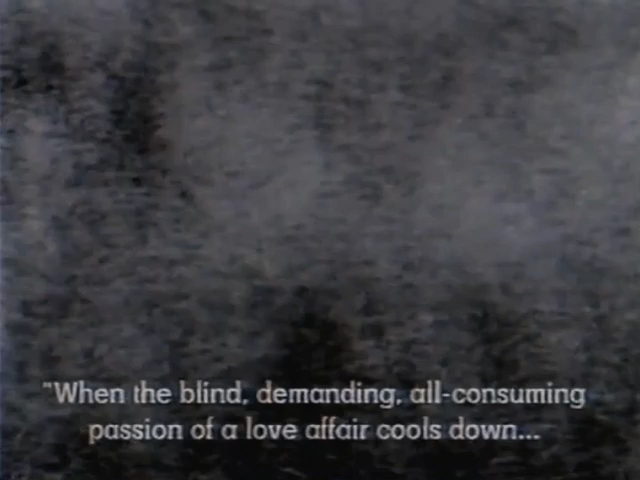 "When the blind, demanding, all-consuming
passion of a love affair cools down...